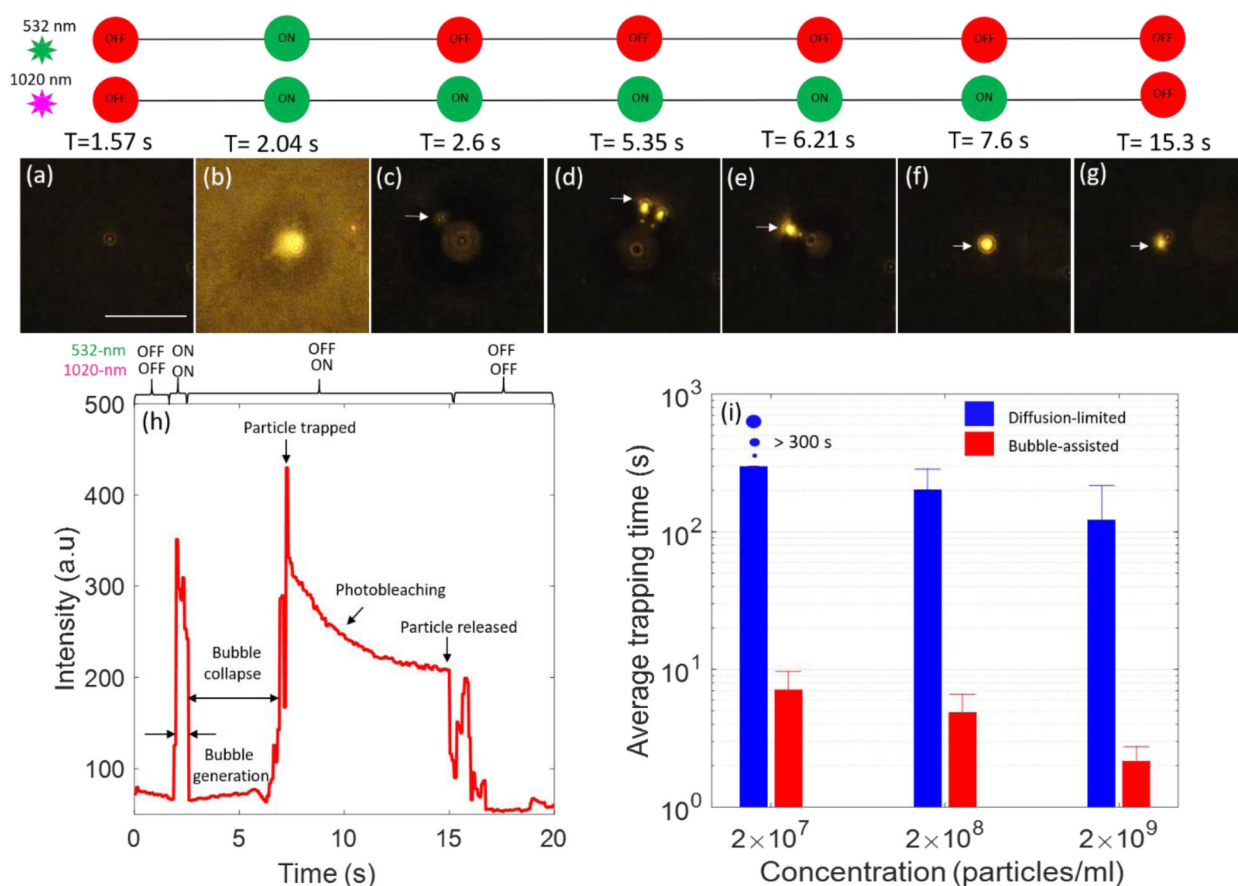 532 nm
OFF ON OFF OFF OFF OFF OFF
1020 nm
OFF ON ON ON ON ON OFF
T=1.57 s T= 2.04 s T= 2.6 s T= 5.35 s T= 6.21 s T= 7.6 s T= 15.3 s
(a) (b) (c) (d) (e) (f) (g)
532-nm OFF ON OFF OFF
1020-nm OFF ON ON OFF
(h)
500
400
300
200
100
0 5 10 15 20
Intensity (a.u)
Time (s)
Particle trapped
Photobleaching
Particle released
Bubble
collapse
Bubble
generation
(i)
10³
10²
10¹
10⁰
Average trapping time (s)
> 300 s
Diffusion-limited
Bubble-assisted
2×10⁷ 2×10⁸ 2×10⁹
Concentration (particles/ml)